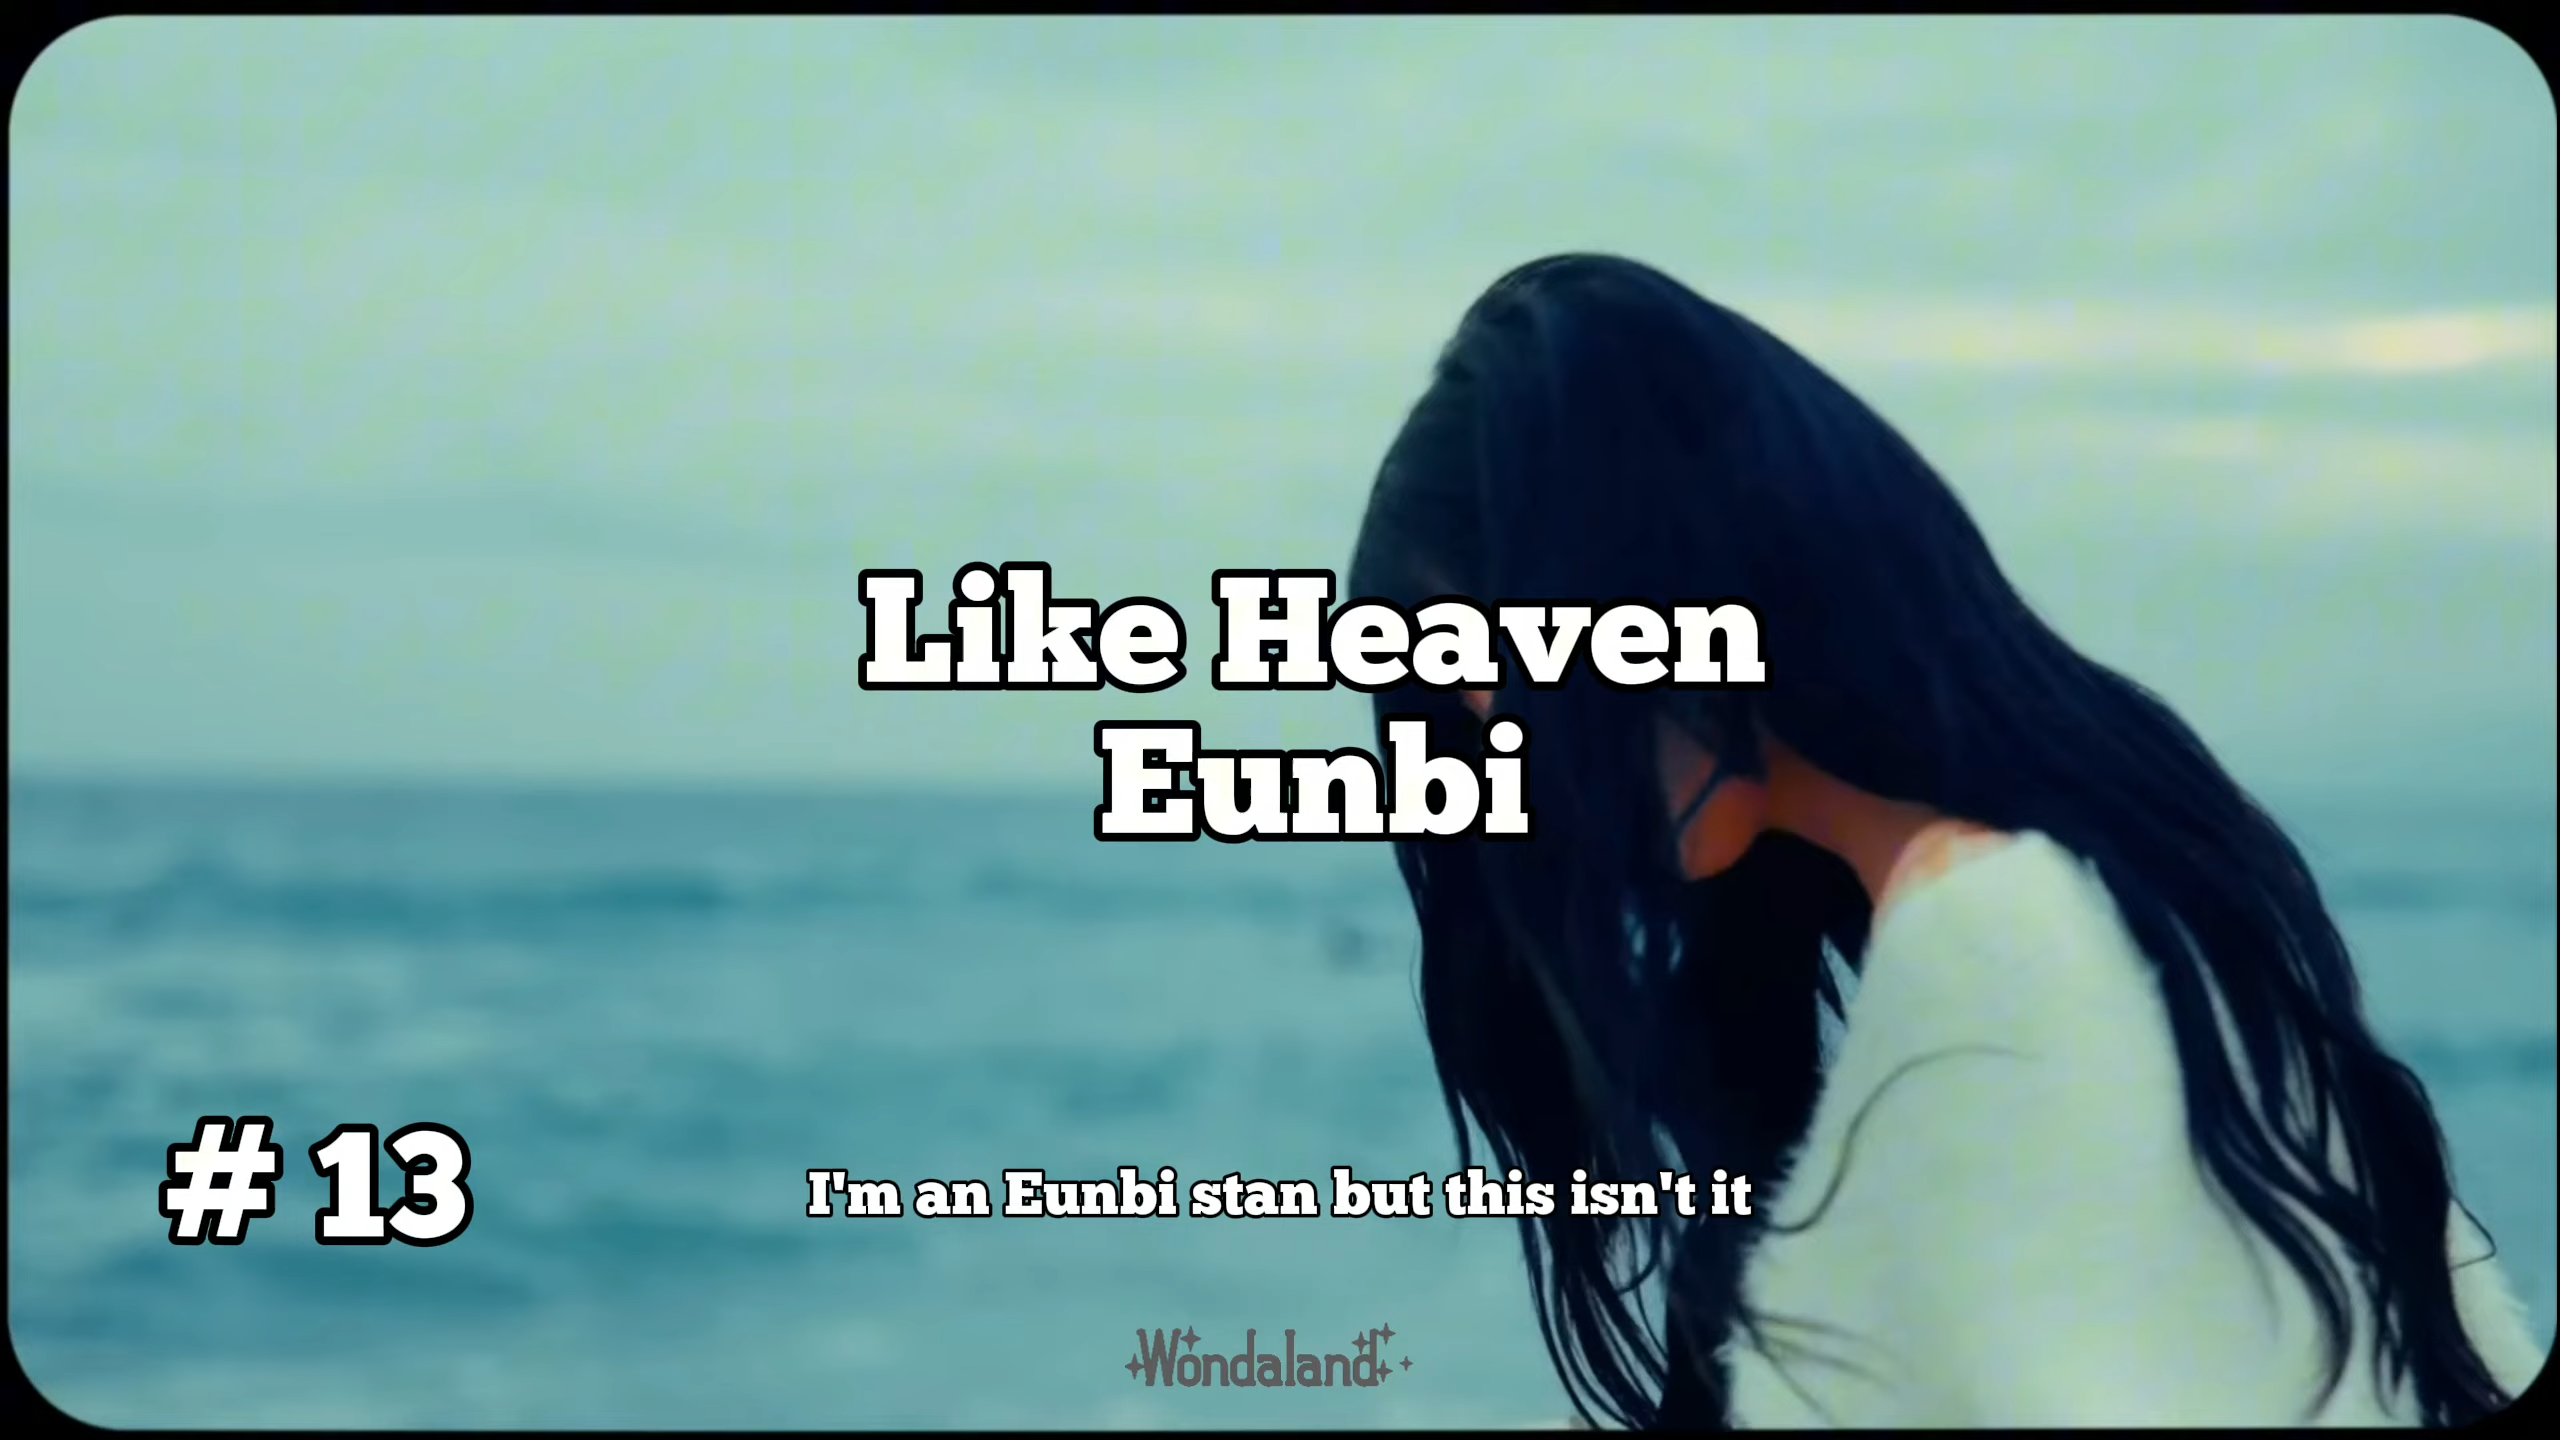 Like Heaven
Eunbi
# 13
I'm an Eunbi stan but this isn't it
Wondaland